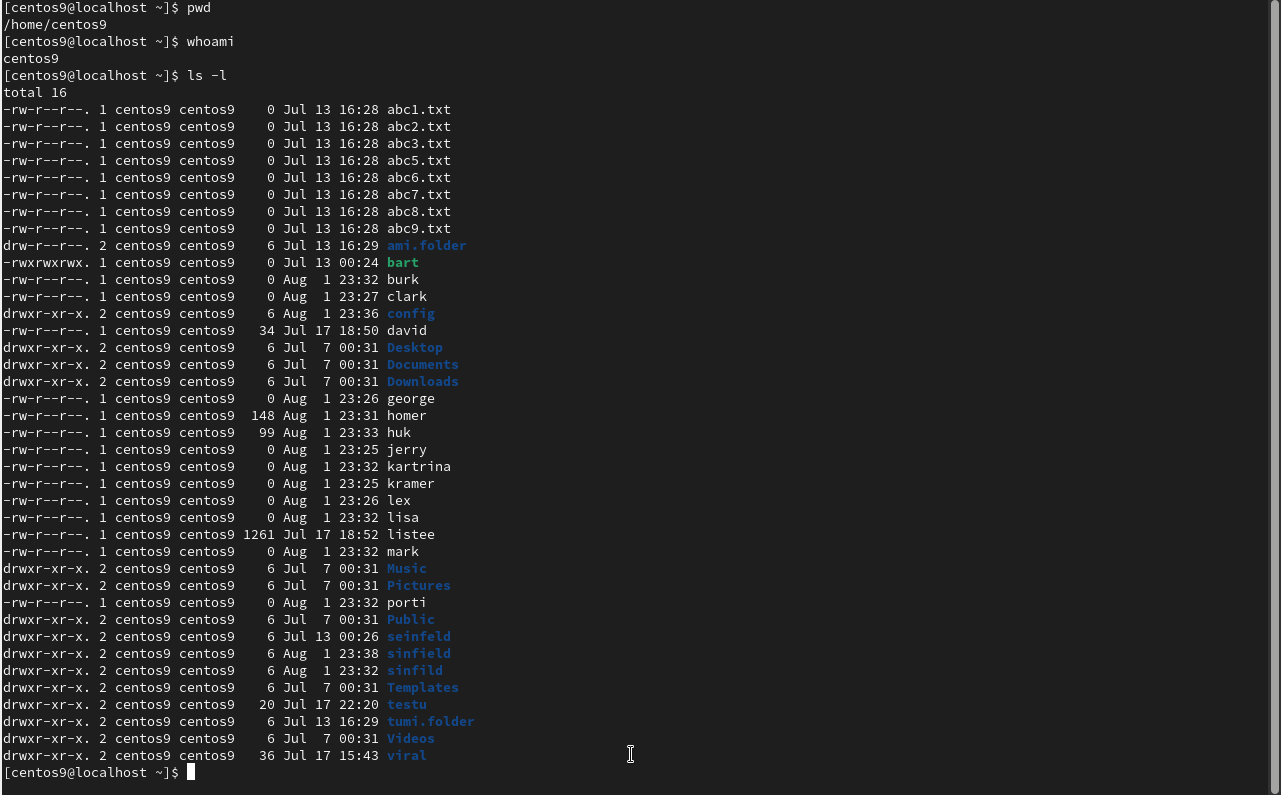 [centos9@localhost ~]$ pwd
/home/centos9
[centos9@localhost ~]$ whoami
centos9
[centos9@localhost ~]$ ls -l
total 16
-rw-r--r--. 1 centos9 centos9    0 Jul 13 16:28 abc1.txt
-rw-r--r--. 1 centos9 centos9    0 Jul 13 16:28 abc2.txt
-rw-r--r--. 1 centos9 centos9    0 Jul 13 16:28 abc3.txt
-rw-r--r--. 1 centos9 centos9    0 Jul 13 16:28 abc5.txt
-rw-r--r--. 1 centos9 centos9    0 Jul 13 16:28 abc6.txt
-rw-r--r--. 1 centos9 centos9    0 Jul 13 16:28 abc7.txt
-rw-r--r--. 1 centos9 centos9    0 Jul 13 16:28 abc8.txt
-rw-r--r--. 1 centos9 centos9    0 Jul 13 16:28 abc9.txt
drw-r--r--. 2 centos9 centos9    6 Jul 13 16:29 ami.folder
-rwxrwxrwx. 1 centos9 centos9    0 Jul 13 00:24 bart
-rw-r--r--. 1 centos9 centos9    0 Aug  1 23:32 burk
-rw-r--r--. 1 centos9 centos9    0 Aug  1 23:27 clark
drwxr-xr-x. 2 centos9 centos9    6 Aug  1 23:36 config
-rw-r--r--. 1 centos9 centos9   34 Jul 17 18:50 david
drwxr-xr-x. 2 centos9 centos9    6 Jul  7 00:31 Desktop
drwxr-xr-x. 2 centos9 centos9    6 Jul  7 00:31 Documents
drwxr-xr-x. 2 centos9 centos9    6 Jul  7 00:31 Downloads
-rw-r--r--. 1 centos9 centos9    0 Aug  1 23:26 george
-rw-r--r--. 1 centos9 centos9  148 Aug  1 23:31 homer
-rw-r--r--. 1 centos9 centos9   99 Aug  1 23:33 huk
-rw-r--r--. 1 centos9 centos9    0 Aug  1 23:25 jerry
-rw-r--r--. 1 centos9 centos9    0 Aug  1 23:32 kartrina
-rw-r--r--. 1 centos9 centos9    0 Aug  1 23:25 kramer
-rw-r--r--. 1 centos9 centos9    0 Aug  1 23:26 lex
-rw-r--r--. 1 centos9 centos9    0 Aug  1 23:32 lisa
-rw-r--r--. 1 centos9 centos9 1261 Jul 17 18:52 listee
-rw-r--r--. 1 centos9 centos9    0 Aug  1 23:32 mark
drwxr-xr-x. 2 centos9 centos9    6 Jul  7 00:31 Music
drwxr-xr-x. 2 centos9 centos9    6 Jul  7 00:31 Pictures
-rw-r--r--. 1 centos9 centos9    0 Aug  1 23:32 porti
drwxr-xr-x. 2 centos9 centos9    6 Jul  7 00:31 Public
drwxr-xr-x. 2 centos9 centos9    6 Jul 13 00:26 seinfeld
drwxr-xr-x. 2 centos9 centos9    6 Aug  1 23:38 sinfield
drwxr-xr-x. 2 centos9 centos9    6 Aug  1 23:32 sinfild
drwxr-xr-x. 2 centos9 centos9    6 Jul  7 00:31 Templates
drwxr-xr-x. 2 centos9 centos9   20 Jul 17 22:20 testu
drwxr-xr-x. 2 centos9 centos9    6 Jul 13 16:29 tumi.folder
drwxr-xr-x. 2 centos9 centos9    6 Jul  7 00:31 Videos
drwxr-xr-x. 2 centos9 centos9   36 Jul 17 15:43 viral
[centos9@localhost ~]$